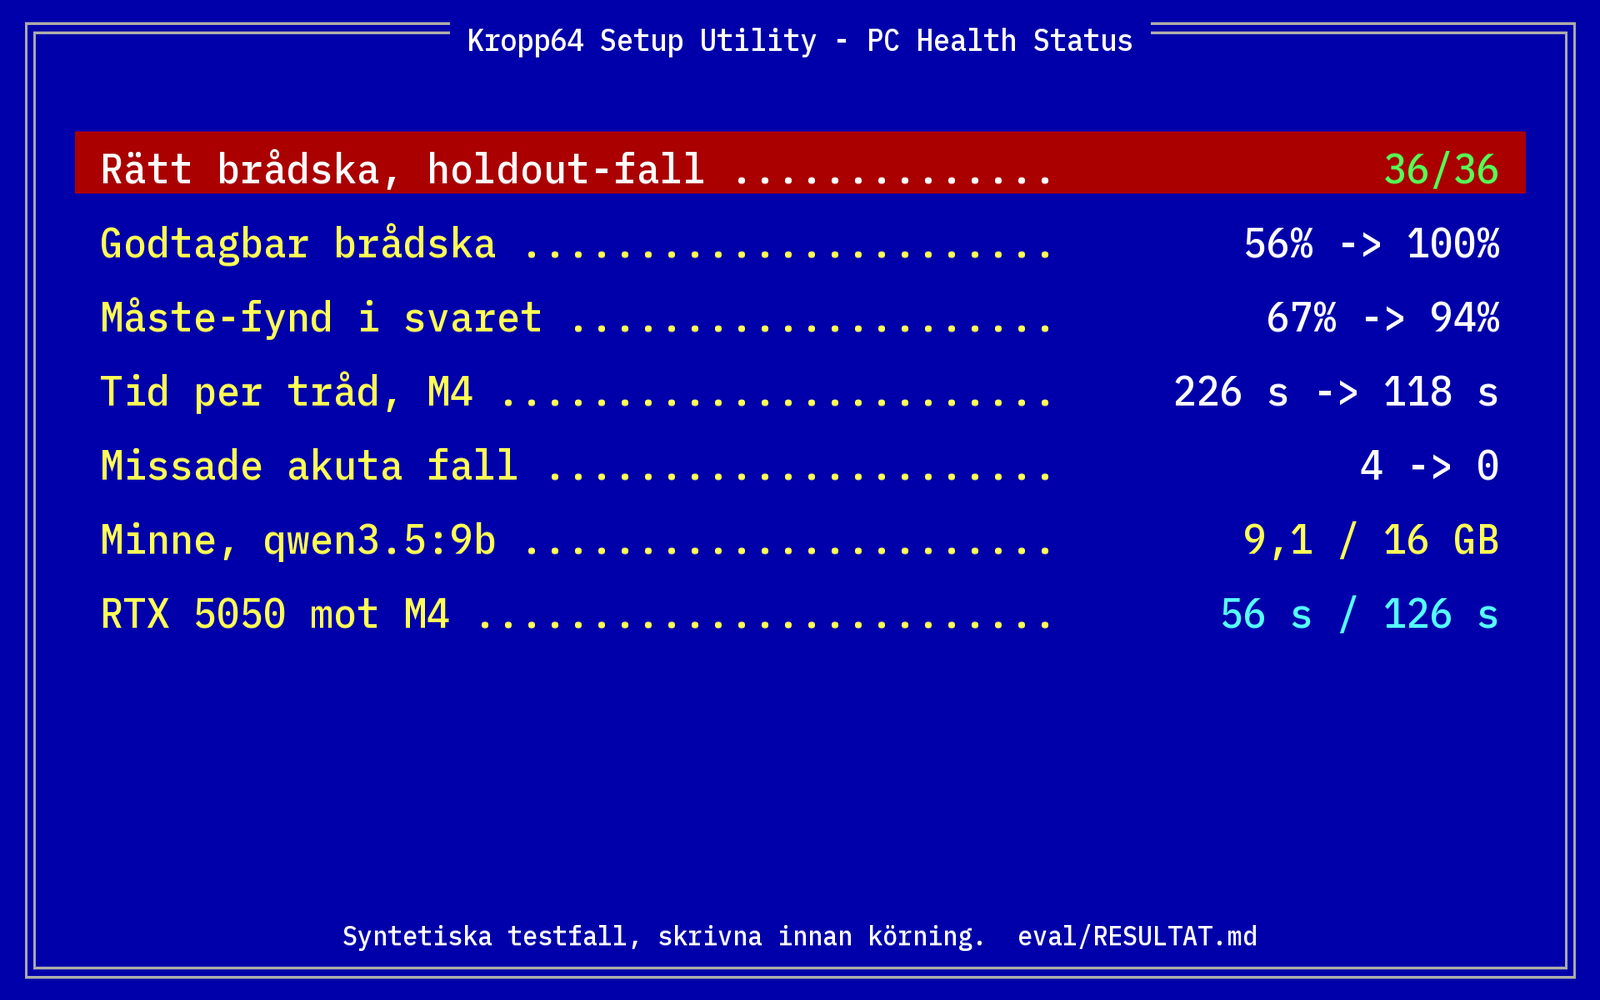 Kropp64 Setup Utility - PC Health Status
Rätt brådska, holdout-fall .............. 36/36
Godtagbar brådska ....................... 56% -> 100%
Måste-fynd i svaret ..................... 67% -> 94%
Tid per tråd, M4 ........................ 226 s -> 118 s
Missade akuta fall ...................... 4 -> 0
Minne, qwen3.5:9b ....................... 9,1 / 16 GB
RTX 5050 mot M4 ......................... 56 s / 126 s
Syntetiska testfall, skrivna innan körning.  eval/RESULTAT.md